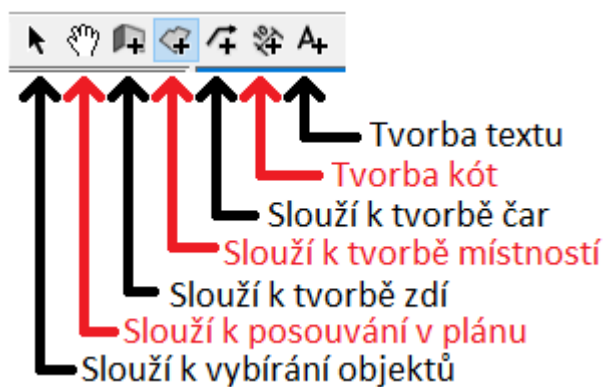 Tvorba textu
Tvorba kót
Slouží k tvorbě čar
Slouží k tvorbě místností
Slouží k tvorbě zdí
Slouží k posouvání v plánu
Slouží k vybírání objektů